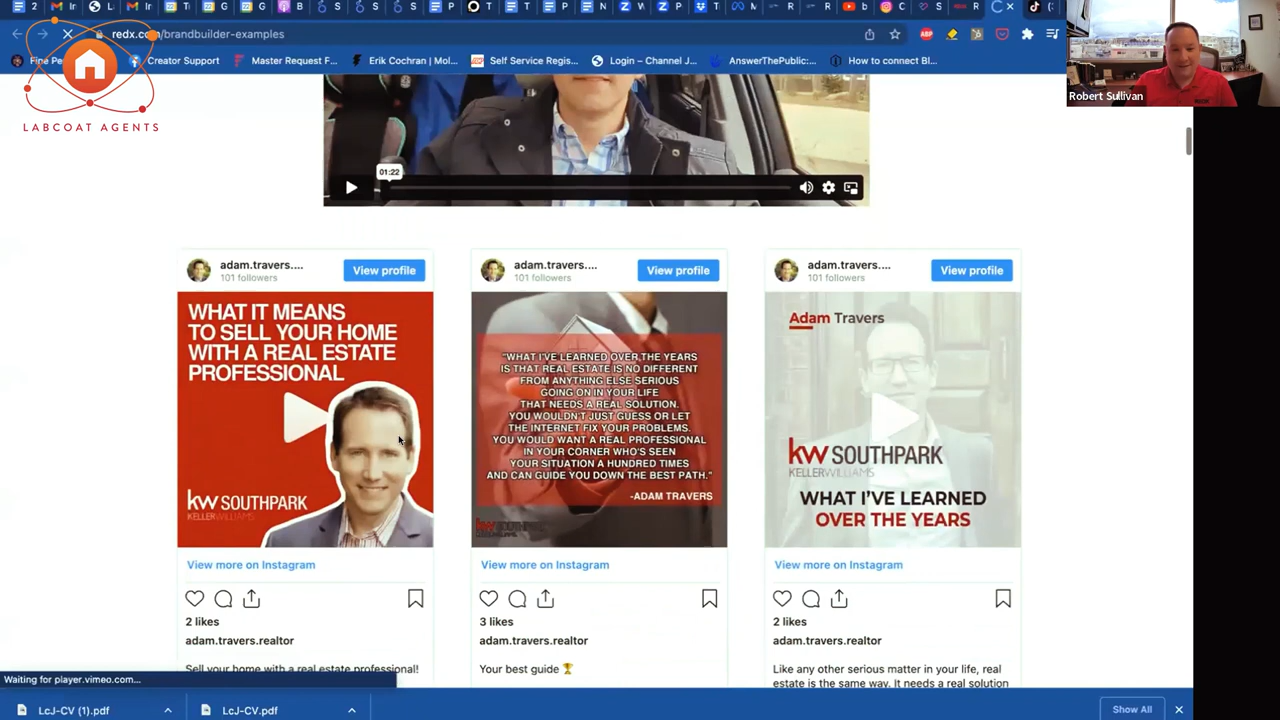 redx.com/brandbuilder-examples
ABP
Fine Pe
Creator Support
Master Request F...
Erik Cochran | Mol...
Self Service Regis...
Login – Channel J...
AnswerThePublic:...
How to connect Bl...
LABCOAT AGENTS
Robert Sullivan
01:22
adam.travers....
101 followers
View profile
adam.travers....
101 followers
View profile
adam.travers....
101 followers
View profile
WHAT IT MEANS
TO SELL YOUR HOME
WITH A REAL ESTATE
PROFESSIONAL
kw SOUTHPARK
KELLERWILLIAMS
"WHAT I'VE LEARNED OVER THE YEARS
IS THAT REAL ESTATE IS NO DIFFERENT
FROM ANYTHING ELSE SERIOUS
GOING ON IN YOUR LIFE
THAT NEEDS A REAL SOLUTION.
YOU WOULDN'T JUST GUESS OR LET
THE INTERNET FIX YOUR PROBLEMS.
YOU WOULD WANT A REAL PROFESSIONAL
IN YOUR CORNER WHO'S SEEN
YOUR SITUATION A HUNDRED TIMES
AND CAN GUIDE YOU DOWN THE BEST PATH."
-ADAM TRAVERS
kw SOUTHPARK
KELLERWILLIAMS
Adam Travers
kw SOUTHPARK
KELLERWILLIAMS
WHAT I'VE LEARNED
OVER THE YEARS
View more on Instagram
View more on Instagram
View more on Instagram
2 likes
3 likes
2 likes
adam.travers.realtor
adam.travers.realtor
adam.travers.realtor
Sell your home with a real estate professional!
Your best guide 🏆
Like any other serious matter in your life, real
estate is the same way. It needs a real solution
Waiting for player.vimeo.com...
LcJ-CV (1).pdf
LcJ-CV.pdf
Show All